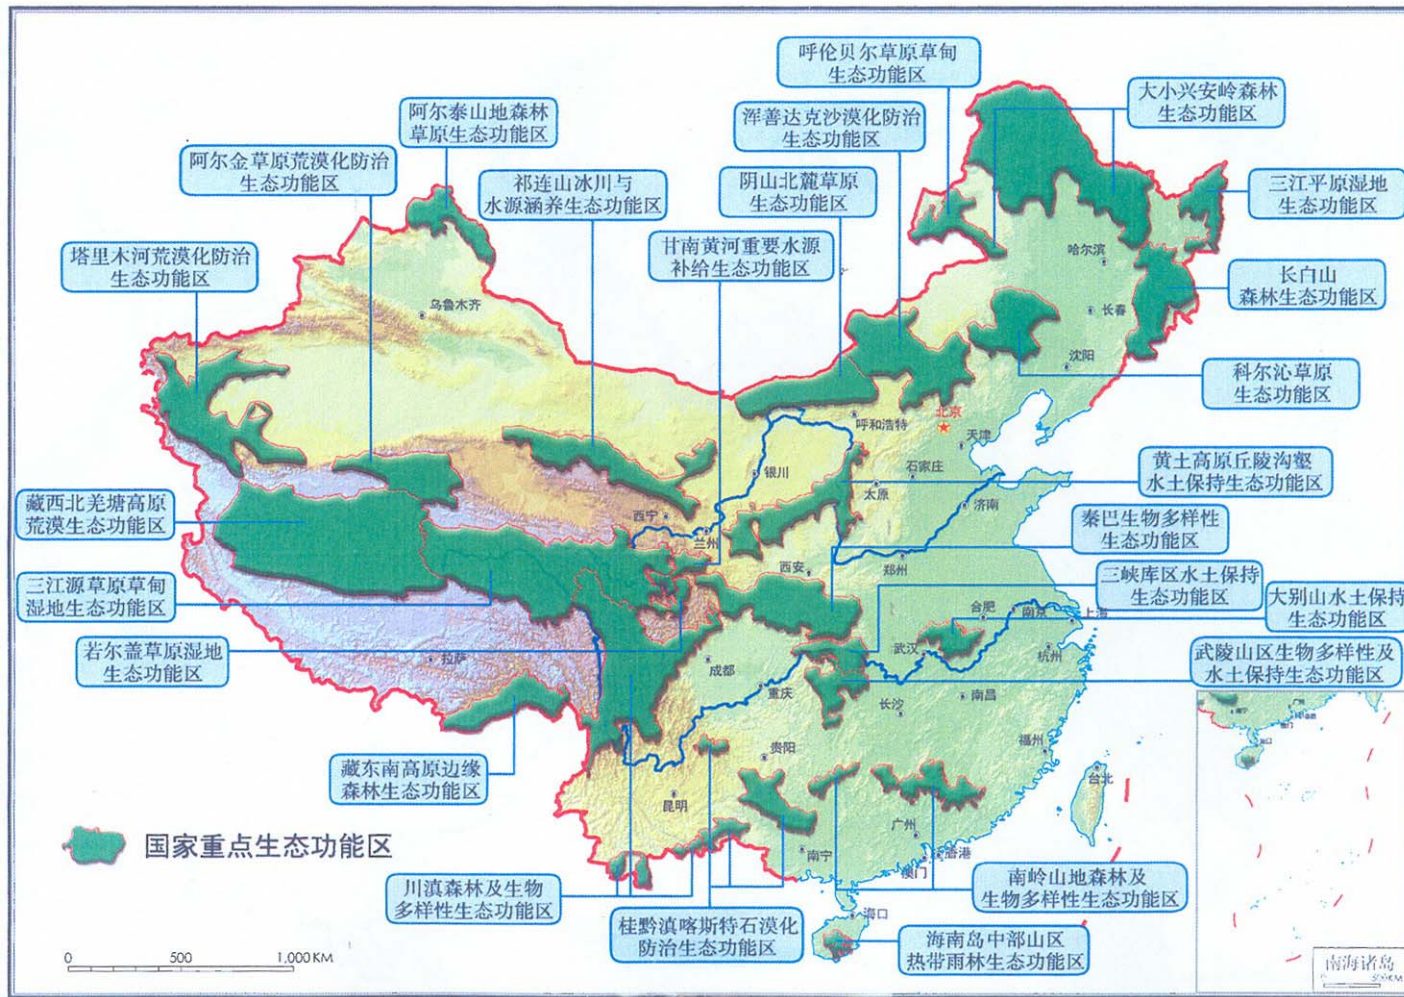 呼伦贝尔草原草甸
生态功能区
大小兴安岭森林
生态功能区
阿尔泰山地森林
草原生态功能区
浑善达克沙漠化防治
生态功能区
阿尔金草原荒漠化防治
生态功能区
祁连山冰川与
水源涵养生态功能区
阴山北麓草原
生态功能区
三江平原湿地
生态功能区
塔里木河荒漠化防治
生态功能区
甘南黄河重要水源
补给生态功能区
长白山
森林生态功能区
科尔沁草原
生态功能区
黄土高原丘陵沟壑
水土保持生态功能区
藏西北羌塘高原
荒漠生态功能区
秦巴生物多样性
生态功能区
三江源草原草甸
湿地生态功能区
三峡库区水土保持
生态功能区
大别山水土保持
生态功能区
若尔盖草原湿地
生态功能区
武陵山区生物多样性及
水土保持生态功能区
藏东南高原边缘
森林生态功能区
川滇森林及生物
多样性生态功能区
桂黔滇喀斯特石漠化
防治生态功能区
南岭山地森林及
生物多样性生态功能区
海南岛中部山区
热带雨林生态功能区
哈尔滨
长春
沈阳
乌鲁木齐
呼和浩特
北京
天津
石家庄
太原
济南
银川
西宁
兰州
西安
郑州
合肥
南京
上海
武汉
杭州
拉萨
成都
重庆
长沙
南昌
贵阳
福州
台北
昆明
广州
南宁
香港
澳门
海口
国家重点生态功能区
0 500 1,000 KM
南海诸岛